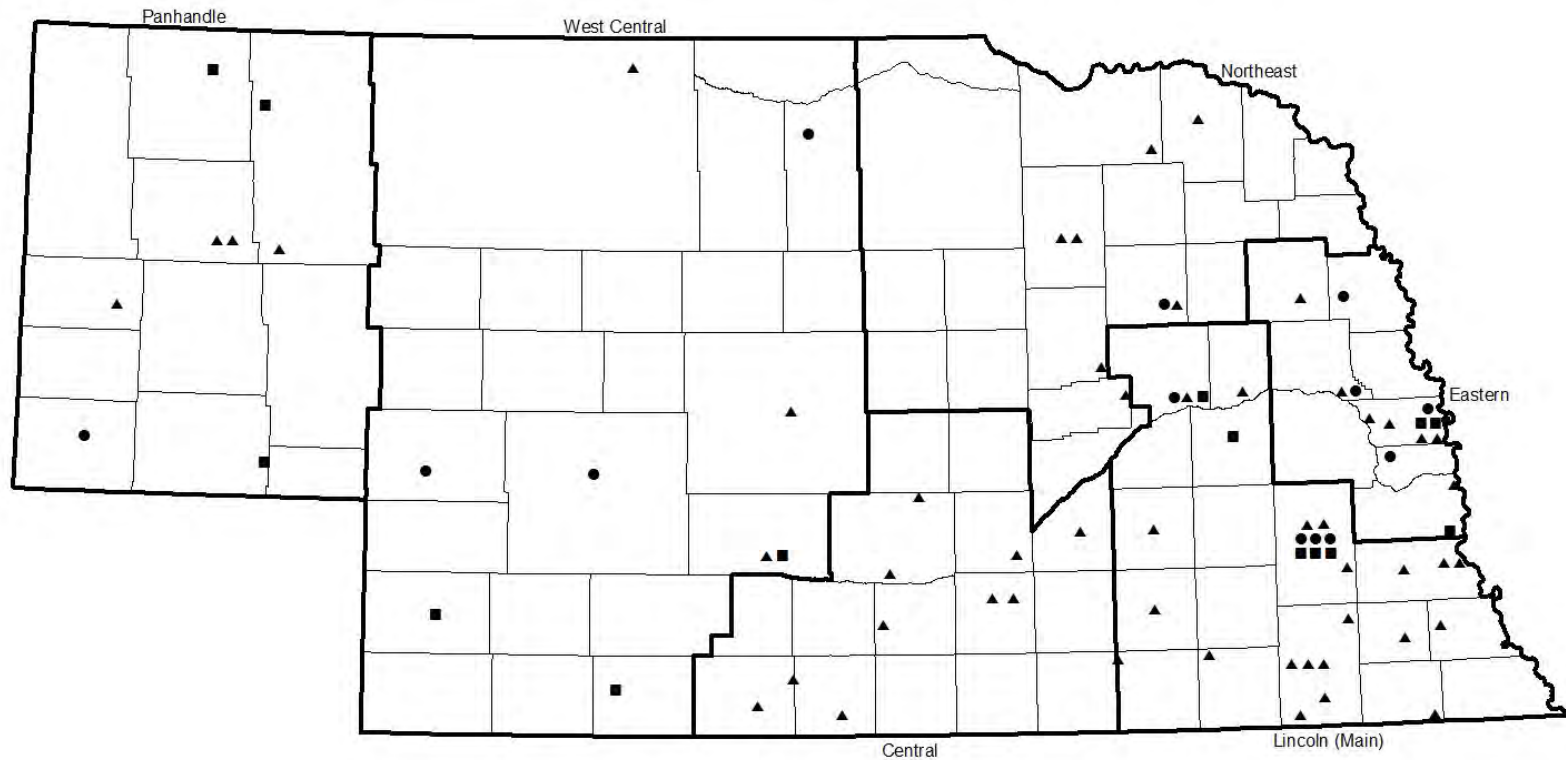 Panhandle
West Central
Northeast
Eastern
Central
Lincoln (Main)